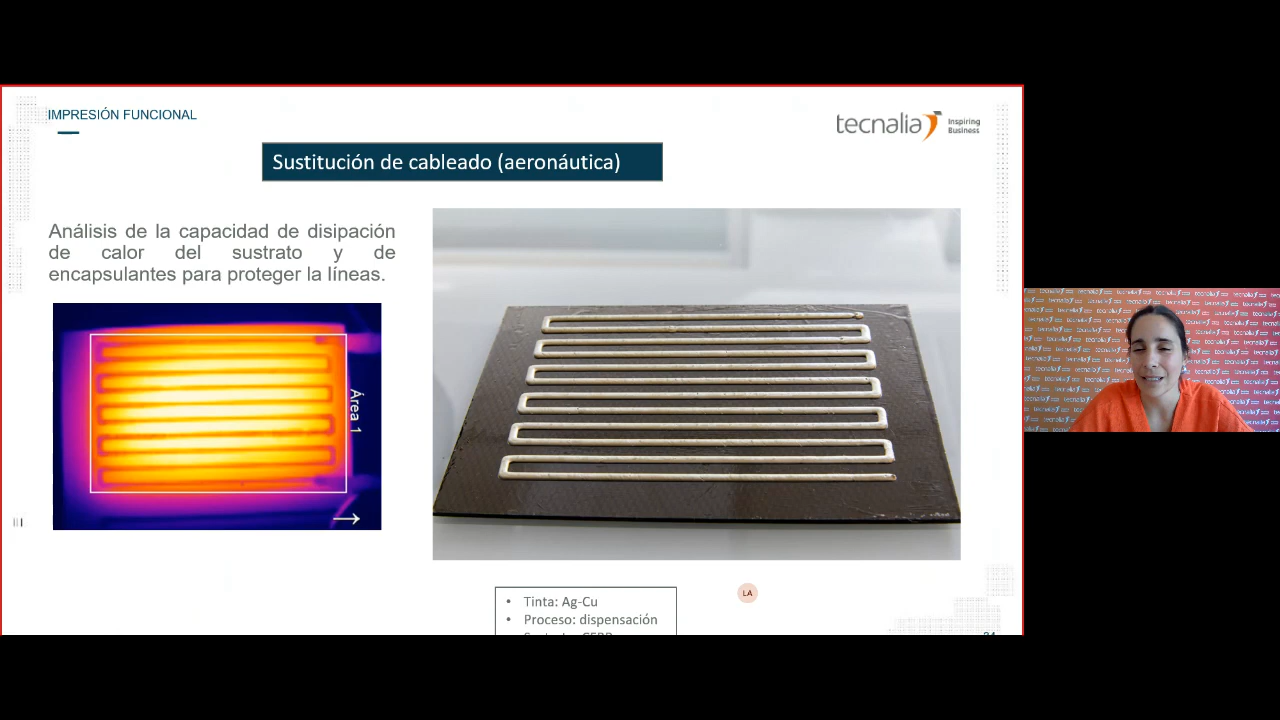 IMPRESIÓN FUNCIONAL
tecnalia Inspiring Business
Sustitución de cableado (aeronáutica)
Análisis de la capacidad de disipación
de calor del sustrato y de
encapsulantes para proteger la líneas.
Área 1
• Tinta: Ag-Cu
• Proceso: dispensación
LA